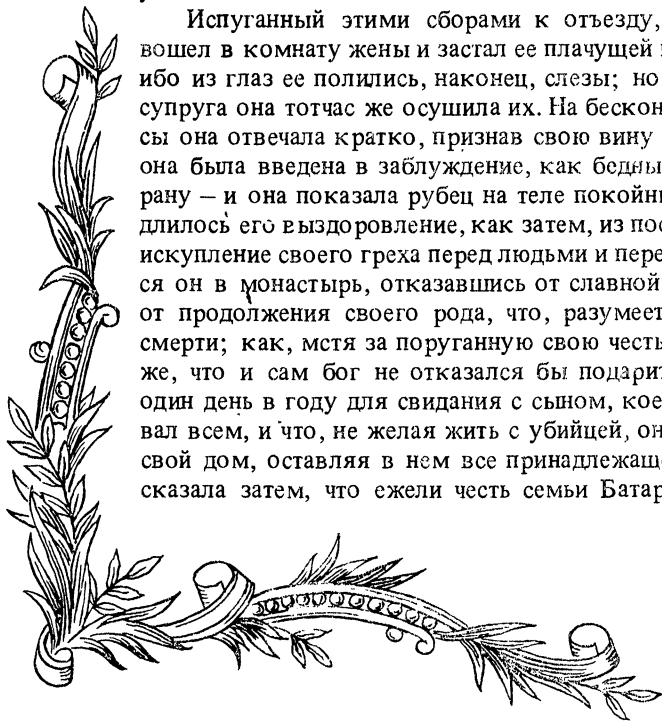 Испуганный этими сборами к отъезду,
вошел в комнату жены и застал ее плачущей
ибо из глаз ее полились, наконец, слезы; но
супруга она тотчас же осушила их. На бескон
сы она отвечала кратко, признав свою вину
она была введена в заблуждение, как бедны
рану – и она показала рубец на теле покойн
длилось его выздоровление, как затем, из пос
искупление своего греха перед людьми и пере
ся он в монастырь, отказавшись от славной
от продолжения своего рода, что, разумеет
смерти; как, мстя за поруганную свою честь
же, что и сам бог не отказался бы подарит
один день в году для свидания с сыном, кое
вал всем, и что, не желая жить с убийцей, он
свой дом, оставляя в нем все принадлежащ
сказала затем, что ежели честь семьи Батар